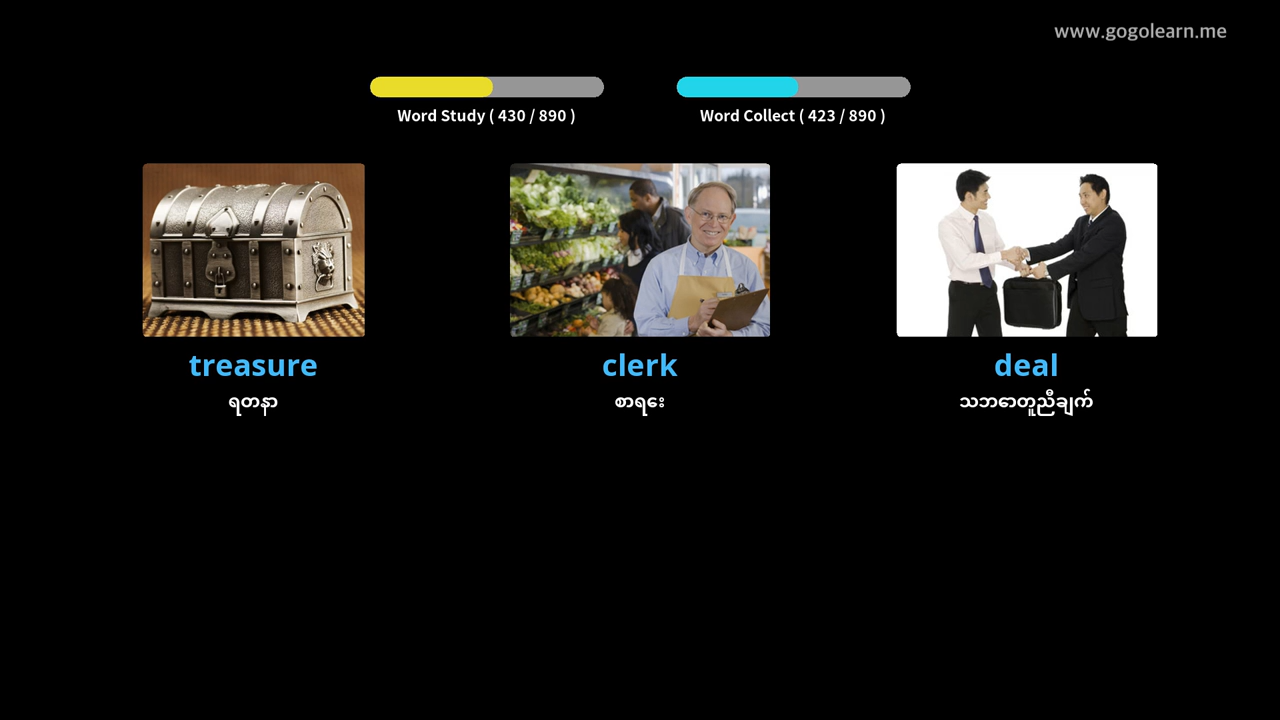 www.gogolearn.me
Word Study ( 430 / 890 )
Word Collect ( 423 / 890 )
treasure
ရတနာ
clerk
စာရေး
deal
သဘောတူညီချက်